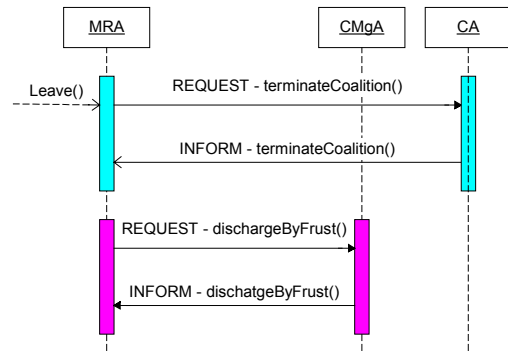 MRA
CMgA
CA
Leave()
REQUEST - terminateCoalition()
INFORM - terminateCoalition()
REQUEST - dischargeByFrust()
INFORM - dischatgeByFrust()